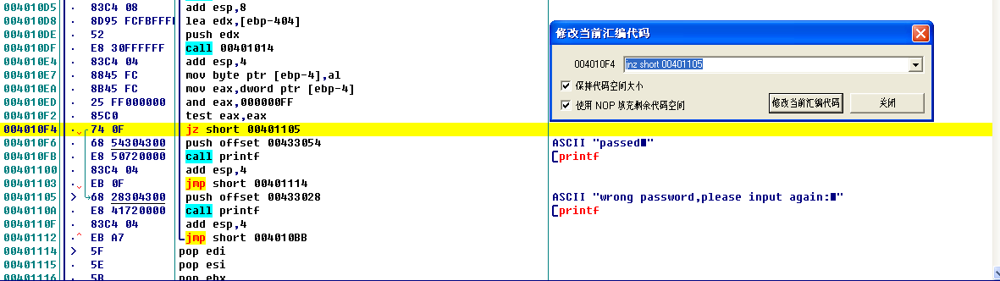 004010D5 · 83C4 08 add esp,8
004010D8 · 8D95 FCFBFFFF lea edx,[ebp-404]
004010DE · 52 push edx
004010DF · E8 30FFFFFF call 00401014
004010E4 · 83C4 04 add esp,4
004010E7 · 8845 FC mov byte ptr [ebp-4],al
004010EA · 8B45 FC mov eax,dword ptr [ebp-4]
004010ED · 25 FF000000 and eax,000000FF
004010F2 · 85C0 test eax,eax
004010F4 · 74 0F jz short 00401105
004010F6 · 68 54304300 push offset 00433054 ASCII "passed"
004010FB · E8 50720000 call printf printf
00401100 · 83C4 04 add esp,4
00401103 · EB 0F jmp short 00401114
00401105 > 68 28304300 push offset 00433028 ASCII "wrong password,please input again:"
0040110A · E8 41720000 call printf printf
0040110F · 83C4 04 add esp,4
00401112 · EB A7 jmp short 004010BB
00401114 > 5F pop edi
00401115 · 5E pop esi
00401116 · 5B pop ebx
修改当前汇编代码
004010F4 jnz short 00401105
保持代码空间大小
使用 NOP 填充剩余代码空间
修改当前汇编代码 关闭